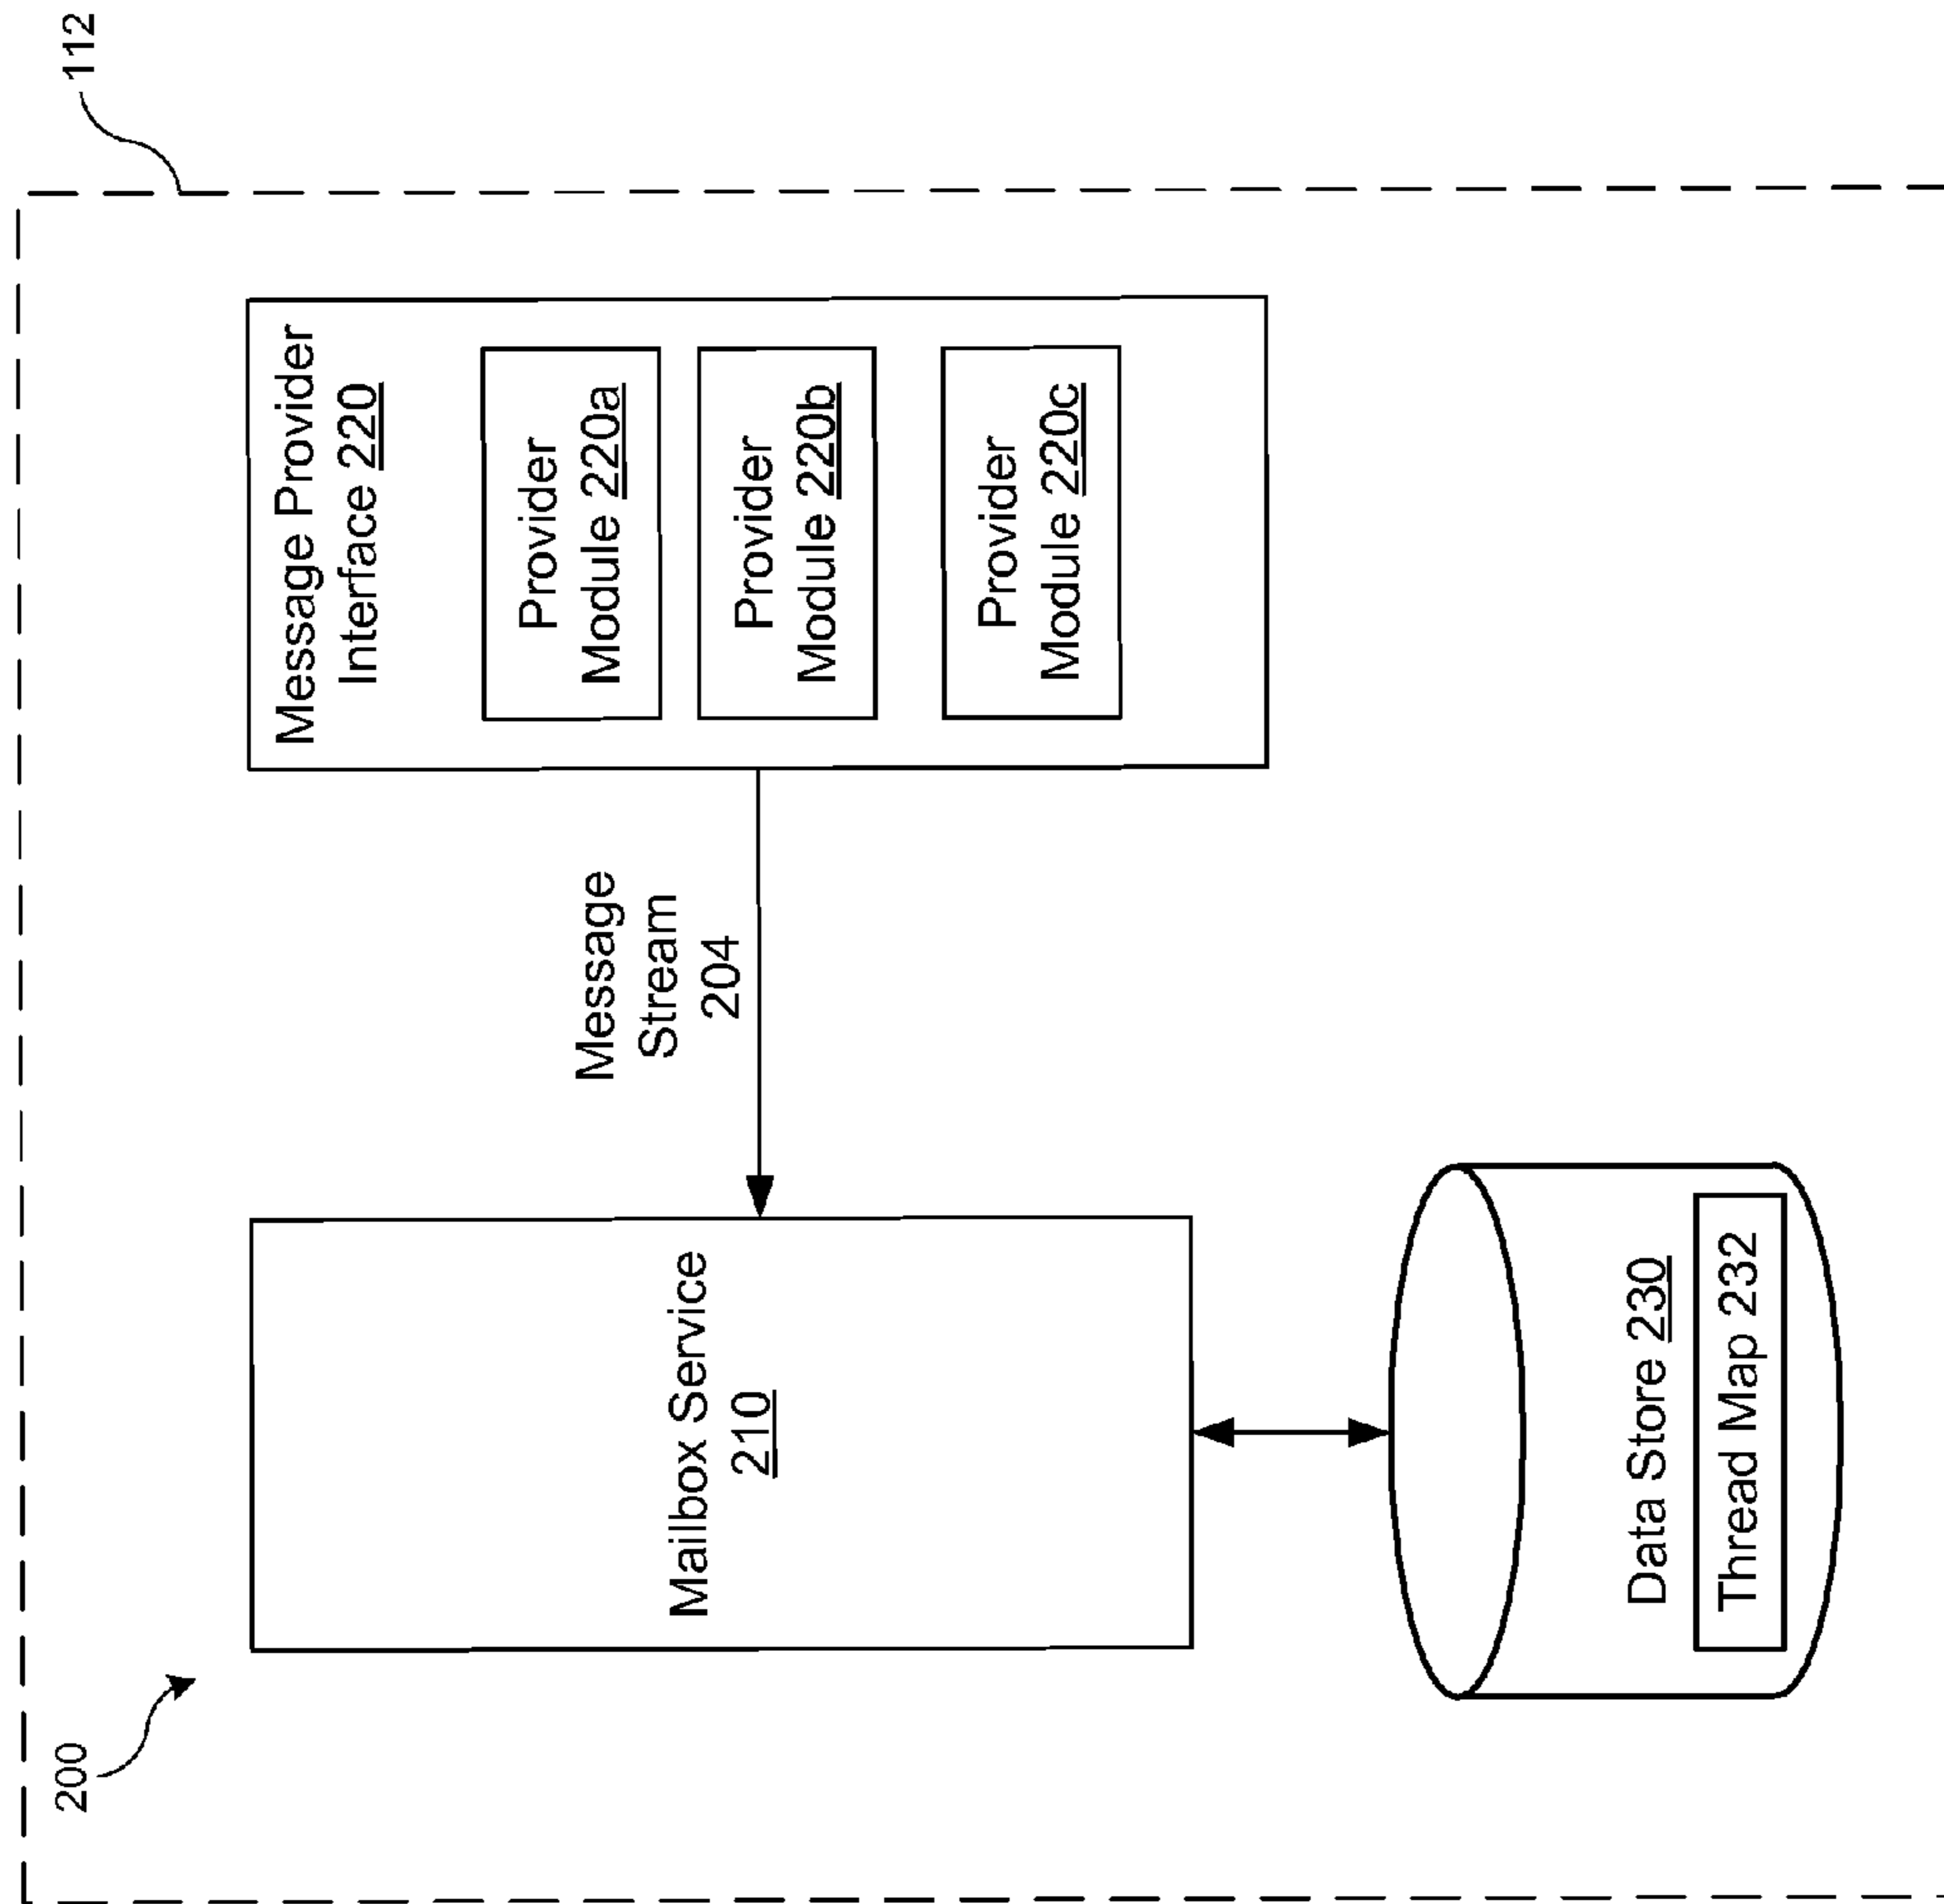 112
200
Message Provider
Interface 220
Provider
Module 220a
Provider
Module 220b
Provider
Module 220c
Message
Stream
204
Mailbox Service
210
Data Store 230
Thread Map 232